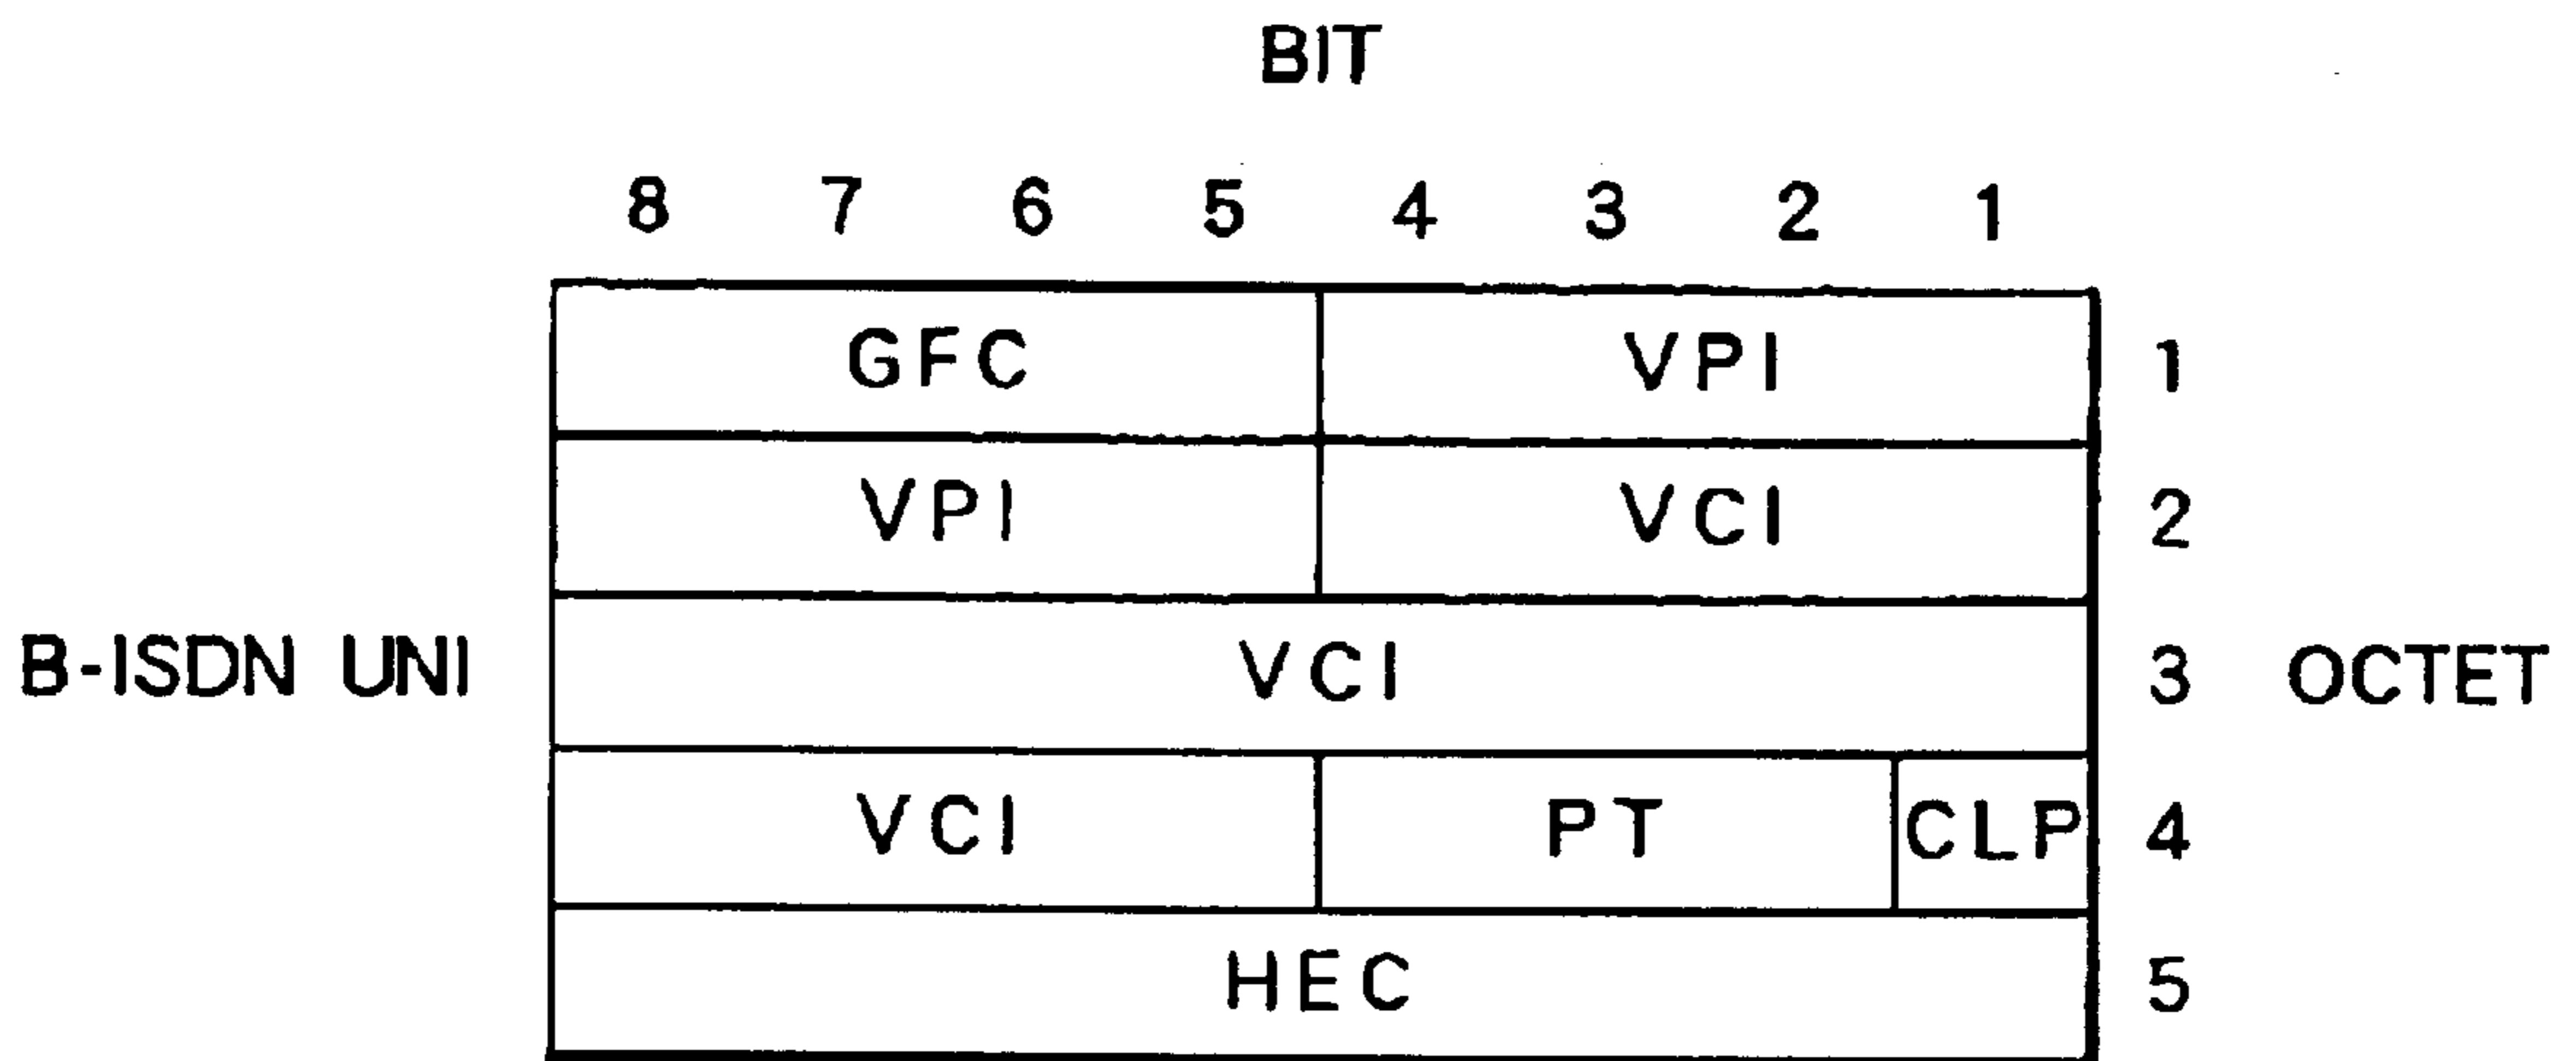 BIT
8 7 6 5 4 3 2 1
GFC VPI 1
VPI VCI 2
B-ISDN UNI VCI 3 OCTET
VCI PT CLP 4
HEC 5